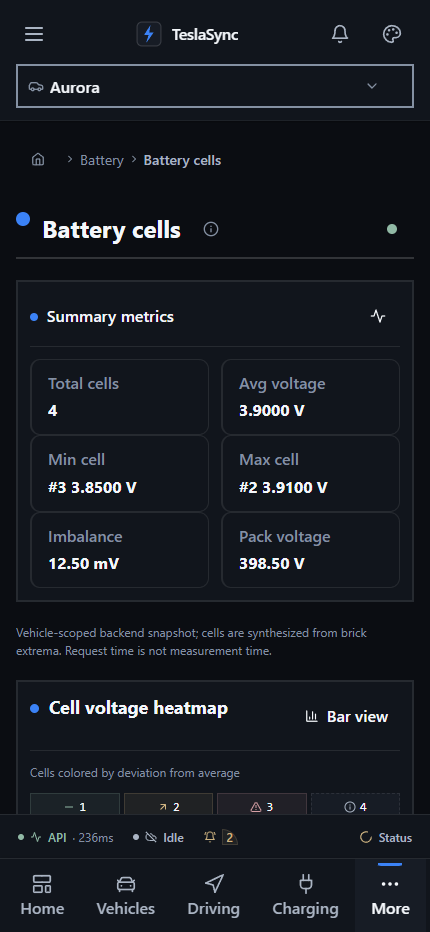 TeslaSync
Aurora
Battery
Battery cells
Battery cells
Summary metrics
Total cells
4
Avg voltage
3.9000 V
Min cell
#3 3.8500 V
Max cell
#2 3.9100 V
Imbalance
12.50 mV
Pack voltage
398.50 V
Vehicle-scoped backend snapshot; cells are synthesized from brick
extrema. Request time is not measurement time.
Cell voltage heatmap
Bar view
Cells colored by deviation from average
1
2
3
4
API · 236ms
Idle
2
Status
Home
Vehicles
Driving
Charging
More